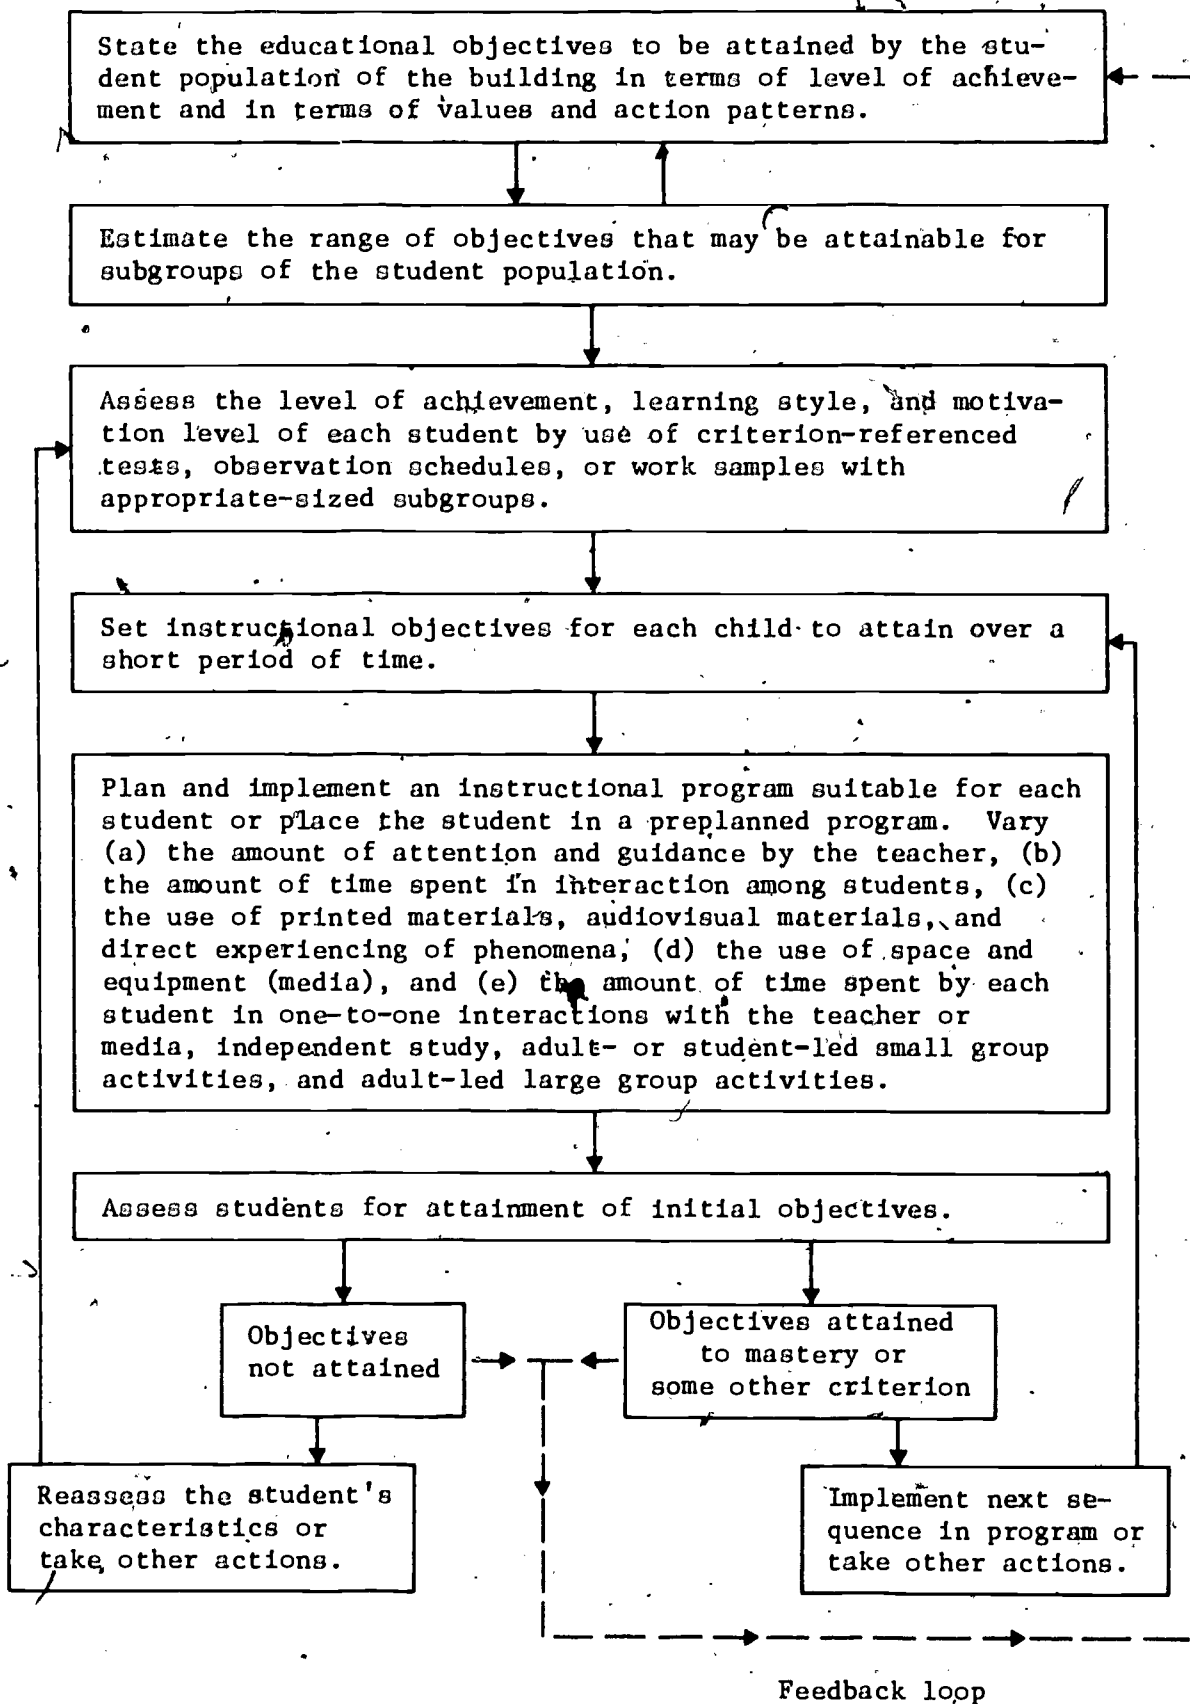 State the educational objectives to be attained by the stu-
dent population of the building in terms of level of achieve-
ment and in terms of values and action patterns.
Estimate the range of objectives that may be attainable for
subgroups of the student population.
Assess the level of achievement, learning style, and motiva-
tion level of each student by use of criterion-referenced
tests, observation schedules, or work samples with
appropriate-sized subgroups.
Set instructional objectives for each child to attain over a
short period of time.
Plan and implement an instructional program suitable for each
student or place the student in a preplanned program. Vary
(a) the amount of attention and guidance by the teacher, (b)
the amount of time spent in interaction among students, (c)
the use of printed materials, audiovisual materials, and
direct experiencing of phenomena, (d) the use of space and
equipment (media), and (e) the amount of time spent by each
student in one-to-one interactions with the teacher or
media, independent study, adult- or student-led small group
activities, and adult-led large group activities.
Assess students for attainment of initial objectives.
Objectives
not attained
Objectives attained
to mastery or
some other criterion
Reassess the student's
characteristics or
take other actions.
Implement next se-
quence in program or
take other actions.
Feedback loop